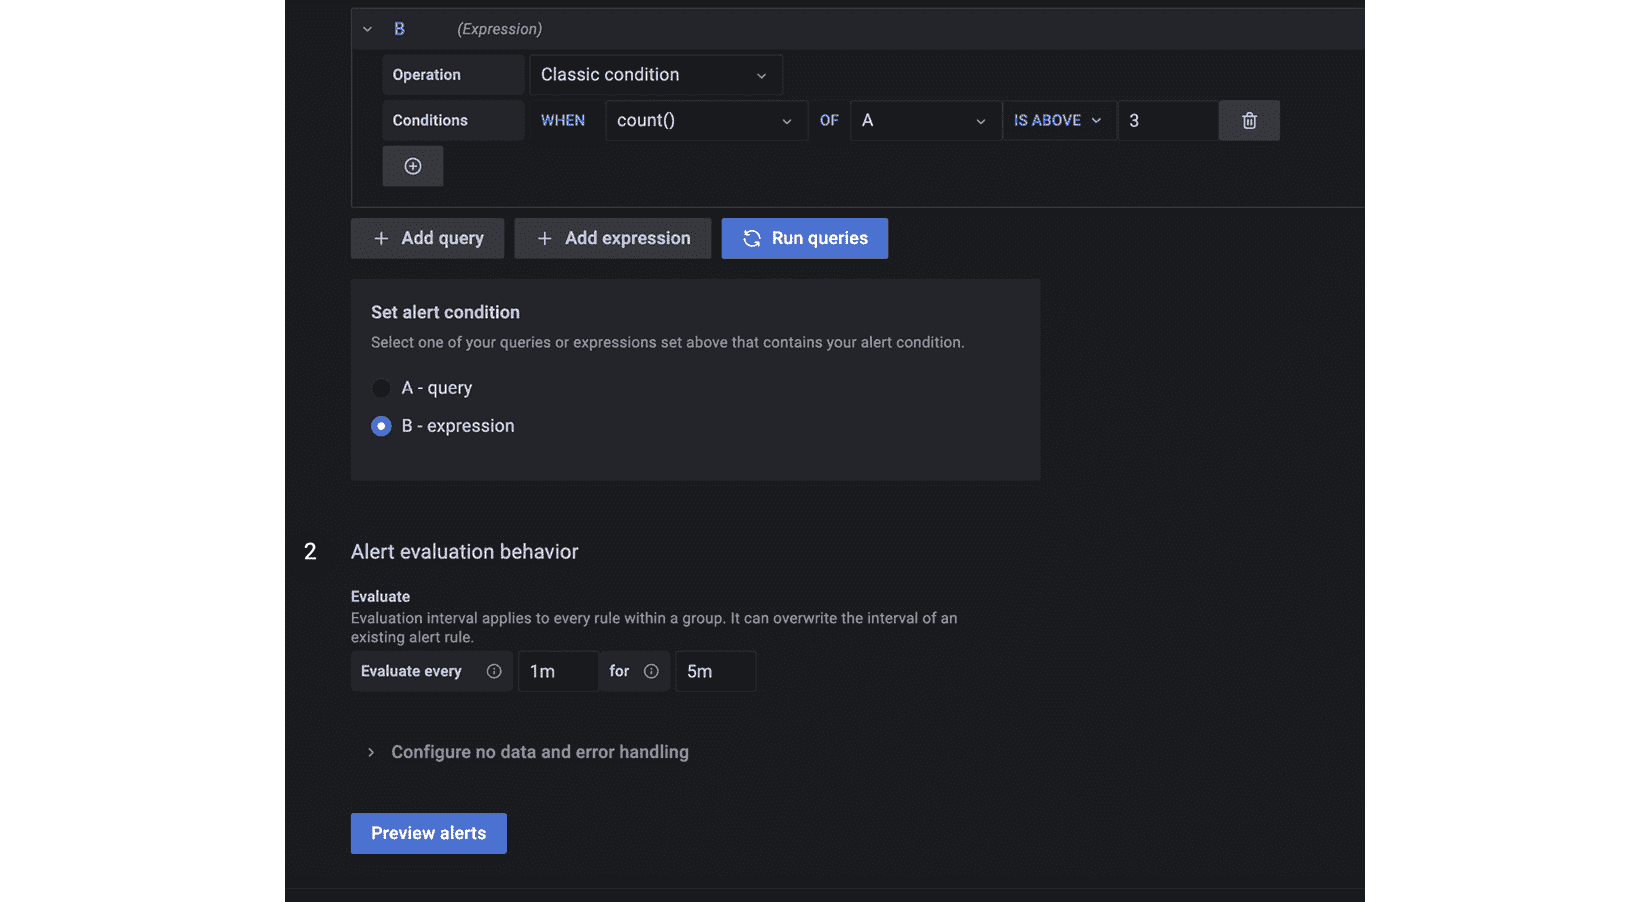 B (Expression)
Operation Classic condition
Conditions WHEN count() OF A IS ABOVE 3
Add query Add expression Run queries
Set alert condition
Select one of your queries or expressions set above that contains your alert condition.
A - query
B - expression
2 Alert evaluation behavior
Evaluate
Evaluation interval applies to every rule within a group. It can overwrite the interval of an
existing alert rule.
Evaluate every 1m for 5m
Configure no data and error handling
Preview alerts